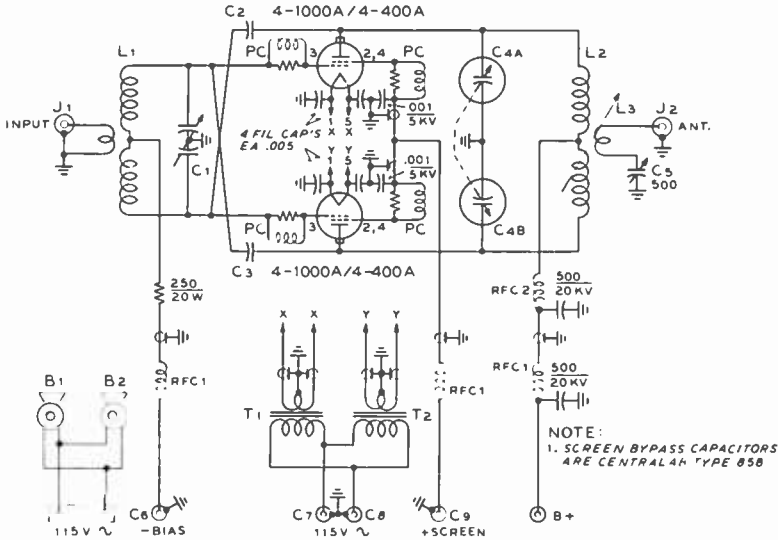 C2
4-1000A/4-400A
L1
PC
3
2,4
PC
C4A
L2
J1
INPUT
.001
5KV
L3
J2
ANT.
1 5
X X
4 FIL CAP'S
EA .005
Y Y
1 5
.001
5KV
C1
C5
500
3
2,4
PC
PC
C4B
C3
4-1000A/4-400A
250
20W
RFC2
500
20KV
X X Y Y
RFC1
RFC1
RFC1
500
20KV
B1 B2
T1
T2
NOTE:
1. SCREEN BYPASS CAPACITORS
ARE CENTRALAH TYPE 858
115V ~
C6
-BIAS
C7
C8
115V ~
C9
+SCREEN
B+